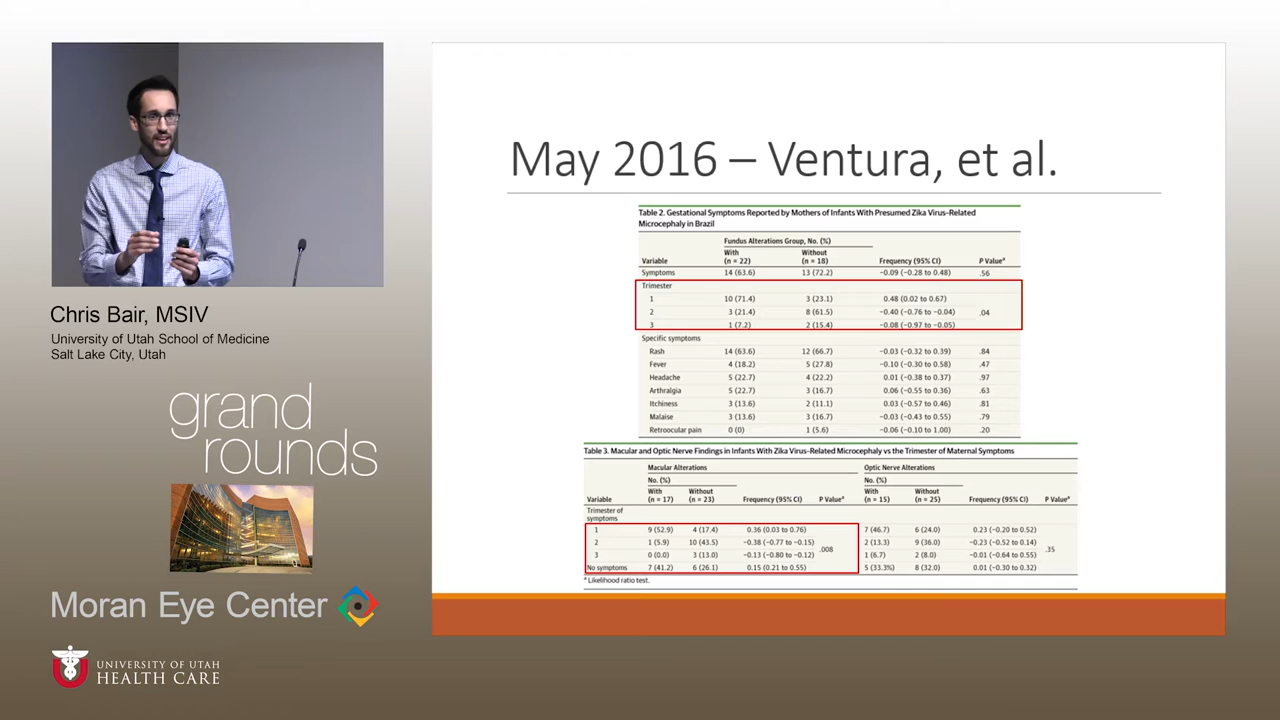 Chris Bair, MSIV
University of Utah School of Medicine
Salt Lake City, Utah
grand
rounds
Moran Eye Center
UNIVERSITY OF UTAH
HEALTH CARE
May 2016 – Ventura, et al.
Table 2. Gestational Symptoms Reported by Mothers of Infants With Presumed Zika Virus–Related
Microcephaly in Brazil
Fundus Alterations Group, No. (%)
Variable With (n = 22) Without (n = 18) Frequency (95% CI) P Valueᵃ
Symptoms 14 (63.6) 13 (72.2) −0.09 (−0.28 to 0.48) .56
Trimester
1 10 (71.4) 3 (23.1) 0.48 (0.02 to 0.67)
2 3 (21.4) 8 (61.5) −0.40 (−0.76 to −0.04) .04
3 1 (7.2) 2 (15.4) −0.08 (−0.97 to −0.05)
Specific symptoms
Rash 14 (63.6) 12 (66.7) −0.03 (−0.32 to 0.39) .84
Fever 4 (18.2) 5 (27.8) −0.10 (−0.30 to 0.58) .47
Headache 5 (22.7) 4 (22.2) 0.01 (−0.38 to 0.37) .97
Arthralgia 5 (22.7) 3 (16.7) 0.06 (−0.55 to 0.36) .63
Itchiness 3 (13.6) 2 (11.1) 0.03 (−0.57 to 0.46) .81
Malaise 3 (13.6) 3 (16.7) −0.03 (−0.43 to 0.55) .79
Retroocular pain 0 (0) 1 (5.6) −0.06 (−0.10 to 1.00) .20
Table 3. Macular and Optic Nerve Findings in Infants With Zika Virus–Related Microcephaly vs the Trimester of Maternal Symptoms
Macular Alterations Optic Nerve Alterations
No. (%) No. (%)
Variable With (n = 17) Without (n = 23) Frequency (95% CI) P Valueᵃ With (n = 15) Without (n = 25) Frequency (95% CI) P Valueᵃ
Trimester of
symptoms
1 9 (52.9) 4 (17.4) 0.36 (0.03 to 0.76) 7 (46.7) 6 (24.0) 0.23 (−0.20 to 0.52)
2 1 (5.9) 10 (43.5) −0.38 (−0.77 to −0.15) .008 2 (13.3) 9 (36.0) −0.23 (−0.52 to 0.14) .35
3 0 (0.0) 3 (13.0) −0.13 (−0.80 to −0.12) 1 (6.7) 2 (8.0) −0.01 (−0.64 to 0.55)
No symptoms 7 (41.2) 6 (26.1) 0.15 (0.21 to 0.55) 5 (33.3%) 8 (32.0) 0.01 (−0.30 to 0.32)
ᵃ Likelihood ratio test.